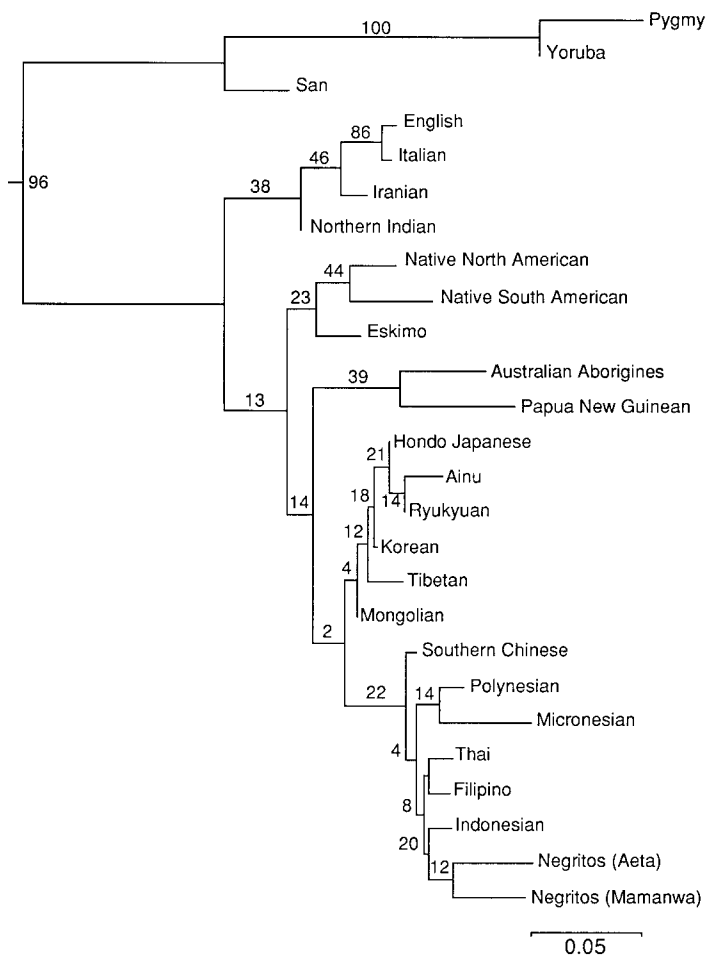 100
Pygmy
Yoruba
San
English
86
Italian
46
Iranian
96
38
Northern Indian
Native North American
44
Native South American
23
Eskimo
39
Australian Aborigines
13
Papua New Guinean
Hondo Japanese
21
Ainu
18
14
Ryukyuan
14
12
Korean
4
Tibetan
Mongolian
2
Southern Chinese
22
14
Polynesian
Micronesian
4
Thai
Filipino
8
Indonesian
20
12
Negritos (Aeta)
Negritos (Mamanwa)
0.05